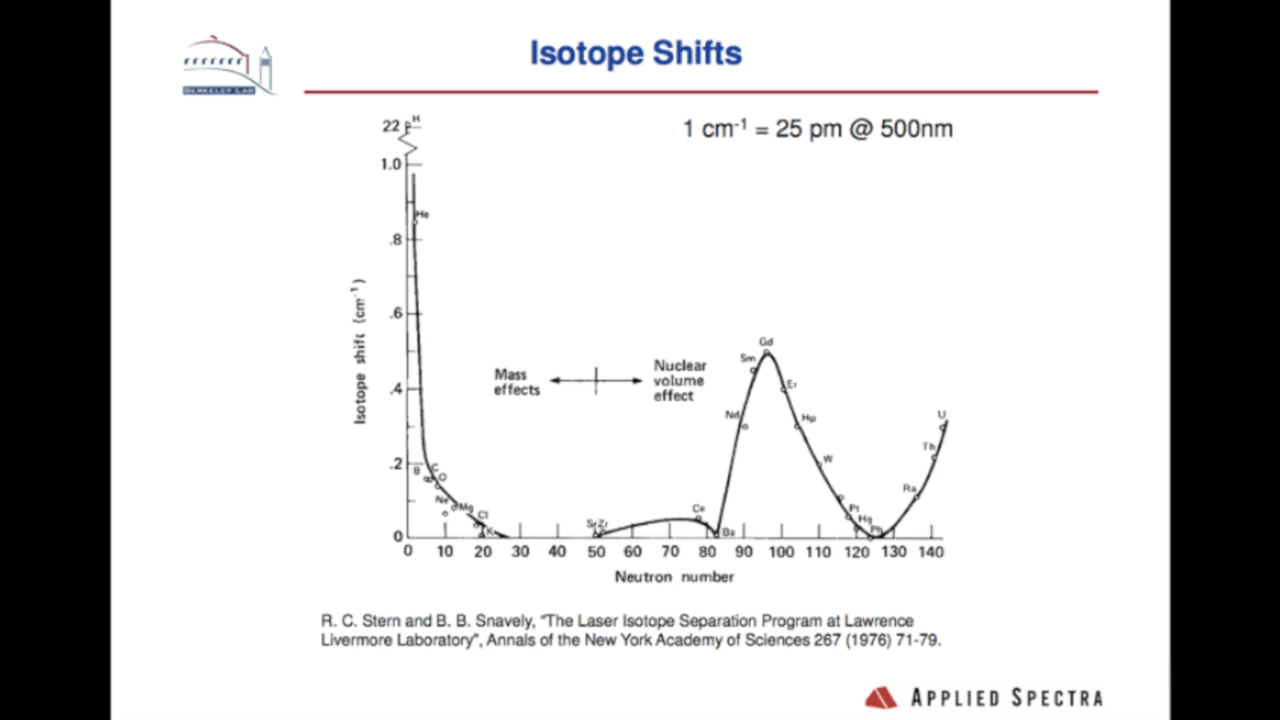 Isotope Shifts
BERKELEY LAB
1 cm-1 = 25 pm @ 500nm
22
H
1.0
He
.8
Isotope shift (cm-1)
.6
Mass
effects
Nuclear
volume
effect
Gd
Sm
Er
.4
Nd
Hp
U
Th
W
.2
B
C
O
Ra
Ne
Mg
Cl
K
Sr
Zr
Ce
Ba
Pt
Hg
Pb
0
0 10 20 30 40 50 60 70 80 90 100 110 120 130 140
Neutron number
R. C. Stern and B. B. Snavely, "The Laser Isotope Separation Program at Lawrence
Livermore Laboratory", Annals of the New York Academy of Sciences 267 (1976) 71-79.
APPLIED SPECTRA